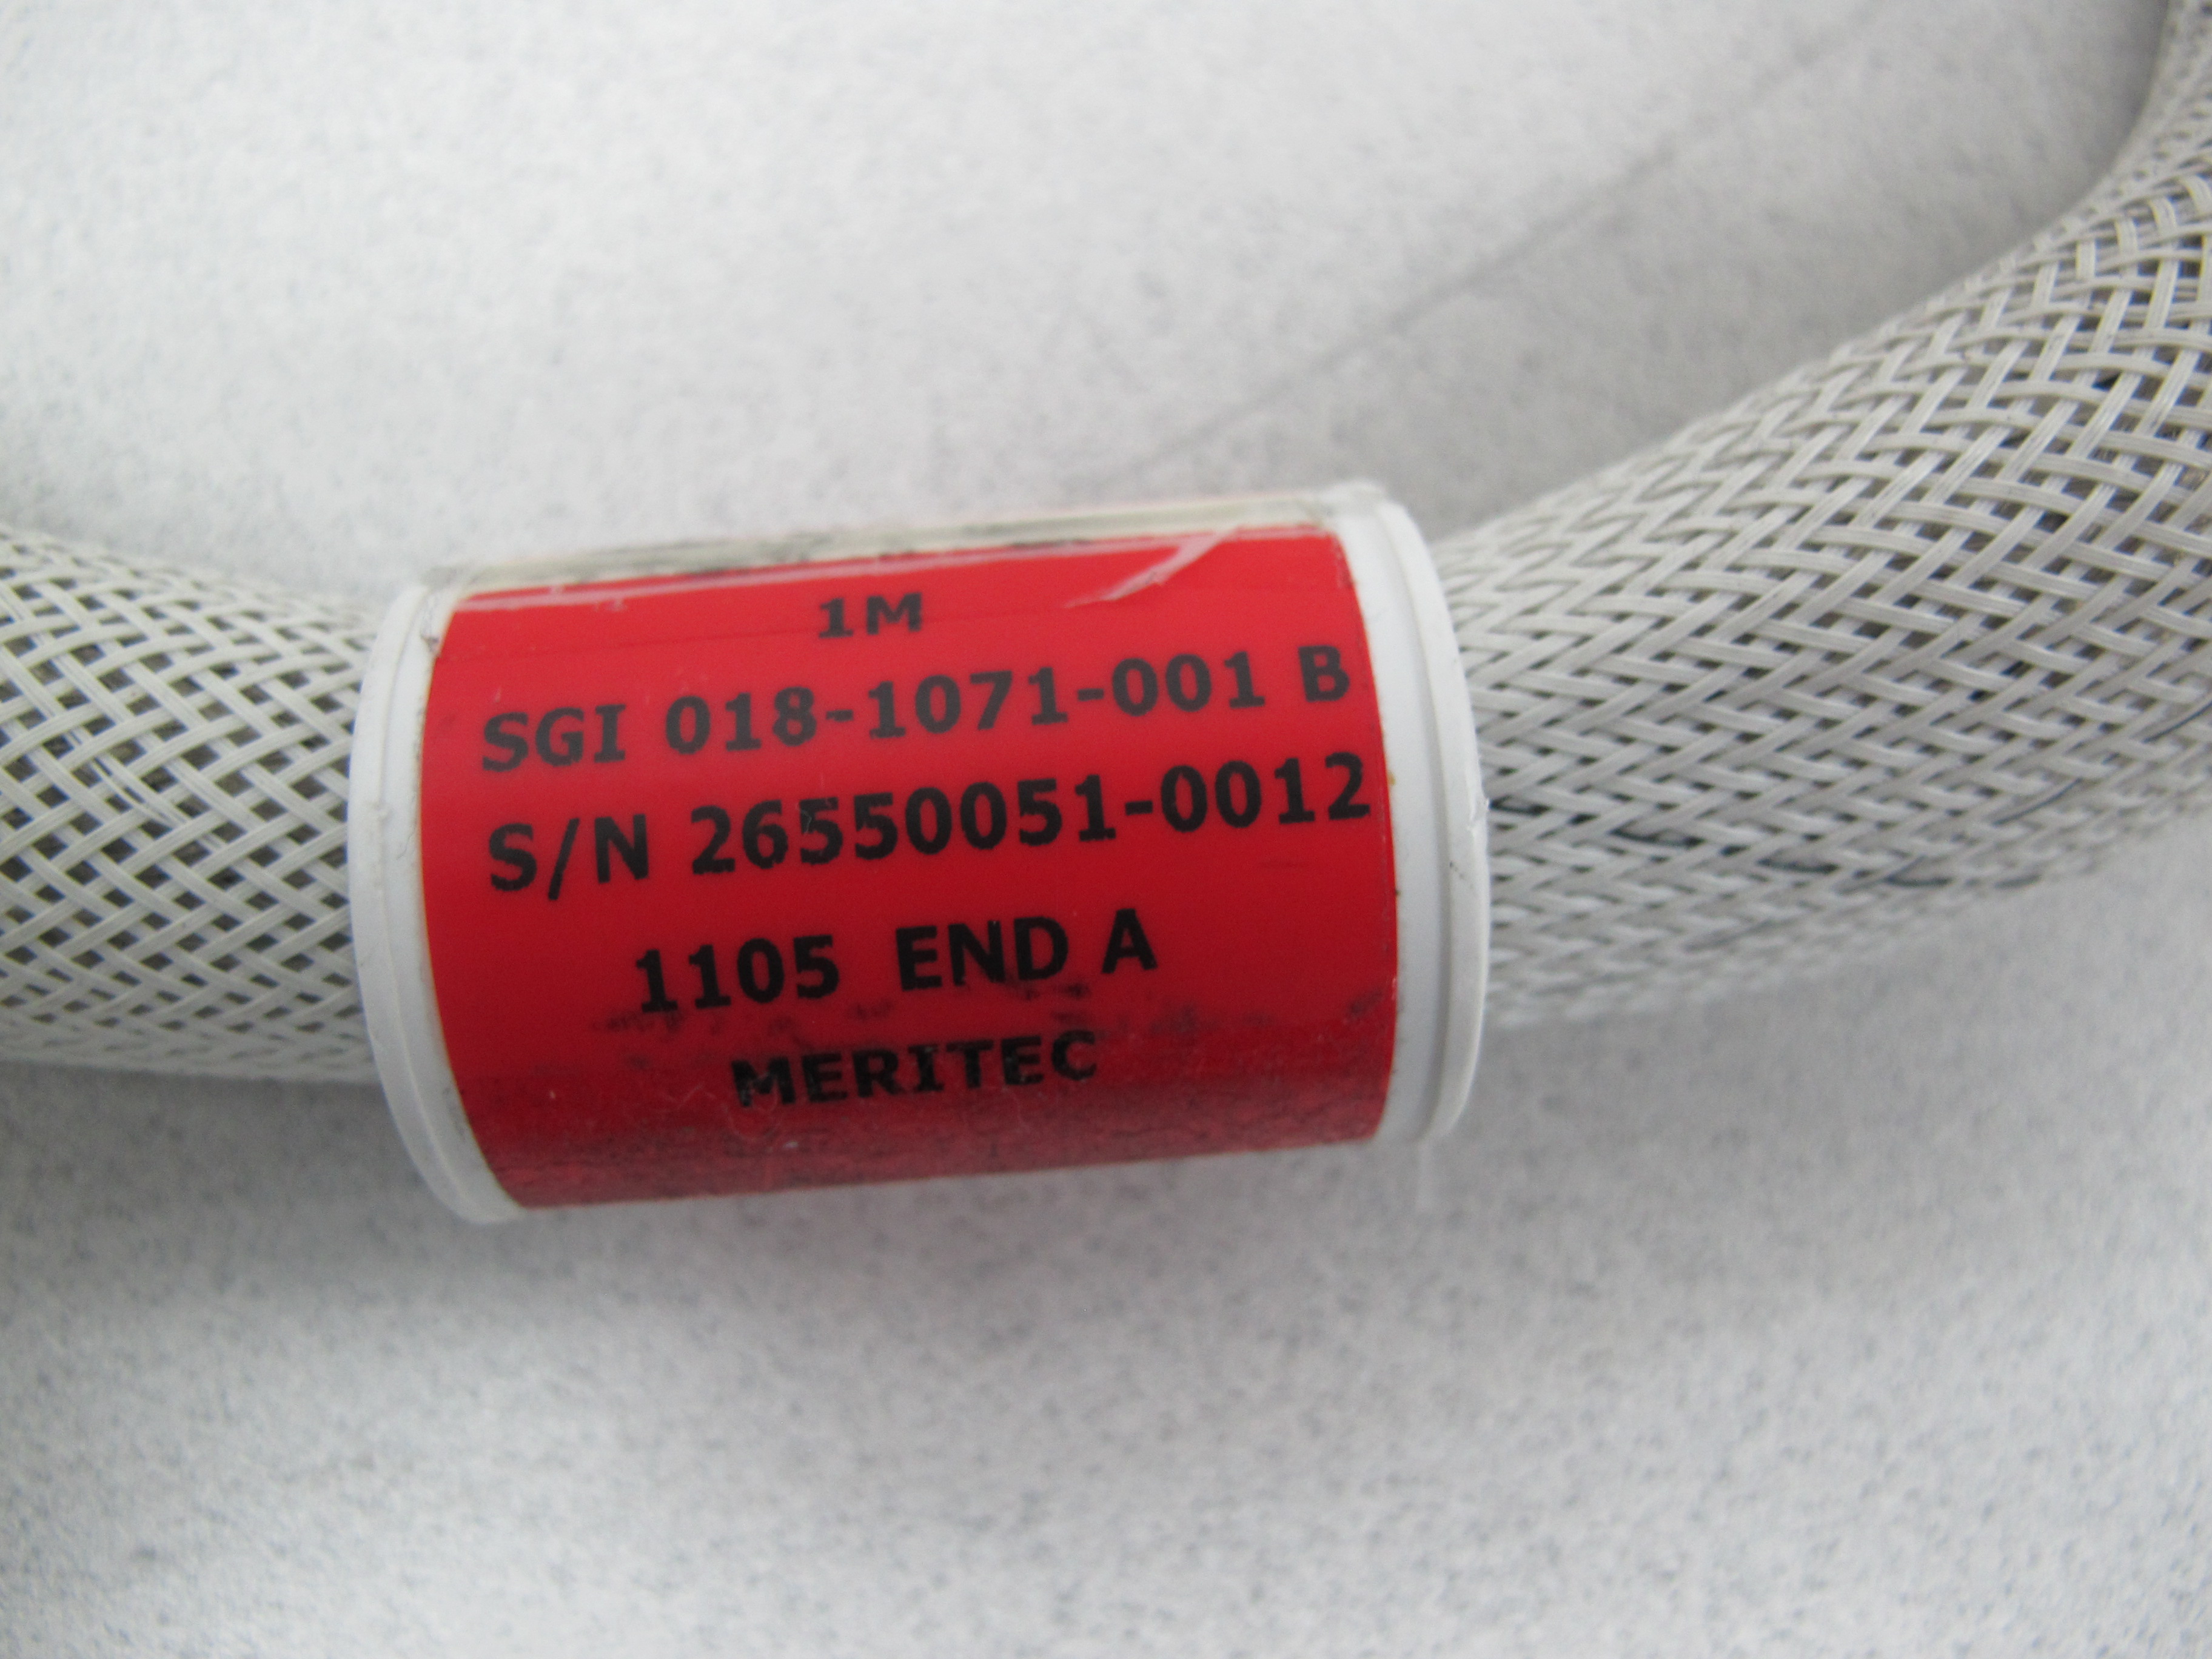 1M
SGI 018-1071-001 B
S/N 26550051-0012
1105 END A
MERITEC